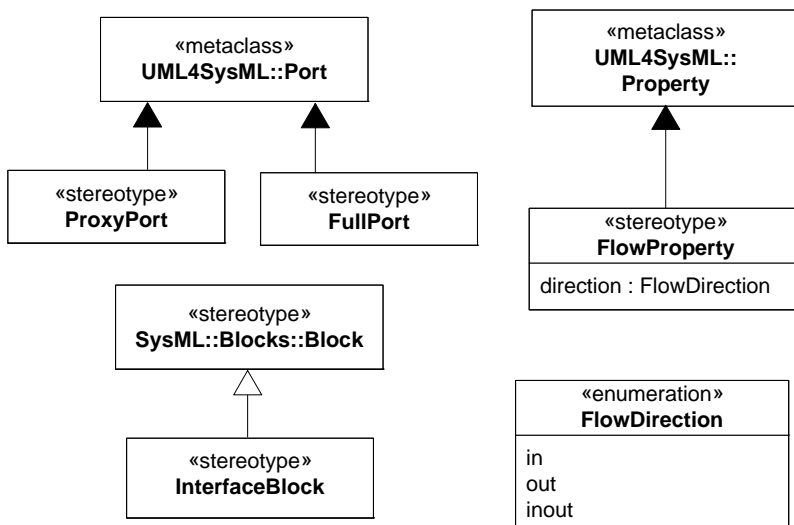 «metaclass»
UML4SysML::Port
«metaclass»
UML4SysML::
Property
«stereotype»
ProxyPort
«stereotype»
FullPort
«stereotype»
FlowProperty
direction : FlowDirection
«stereotype»
SysML::Blocks::Block
«stereotype»
InterfaceBlock
«enumeration»
FlowDirection
in
out
inout